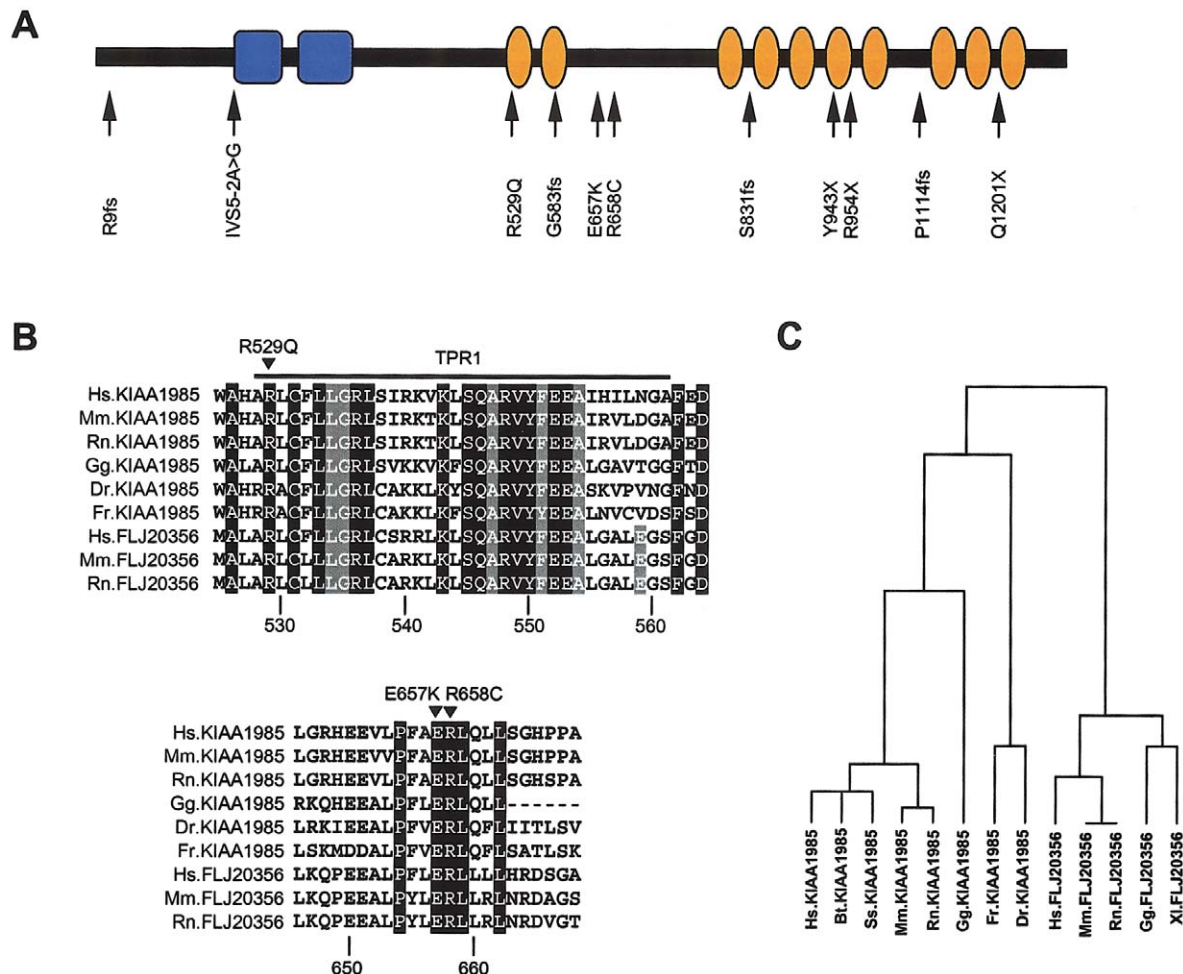 A
R9fs
IVS5-2A>G
R529Q
G583fs
E657K
R658C
S831fs
Y943X
R954X
P1114fs
Q1201X
B
R529Q
TPR1
Hs.KIAA1985 WAHARLCFLLGRLSIRKVKLSQARVYFEEAIHILNGAFED
Mm.KIAA1985 WAHARLCFLLGRLSIRKTKLSQARVYFEEAIRVLDGAFED
Rn.KIAA1985 WAHARLCFLLGRLSIRKTKLSQARVYFEEAIRVLDGAFED
Gg.KIAA1985 WALARLCFLLGRLSVKKVKFSQARVYYEEALGAVTGGFTD
Dr.KIAA1985 WAHRRACFLLGRLCAKKLKYSQARVYFEEASKVPVNGFND
Fr.KIAA1985 WAHRRACFLLGRLCAKKLKFSQARVYFEEALNVCVDSFSD
Hs.FLJ20356 MALARLCFLLGRLCSRRLKLSQARVYFEEALGALEGSFGD
Mm.FLJ20356 MALARLCLLLGRLCARKLKLSQARVYFEEALGALEGSFGD
Rn.FLJ20356 MALARLCLLLGRLCARKLKLSQARVYFEEALGALEGSFGD
530 540 550 560
E657K R658C
Hs.KIAA1985 LGRHEEVLPFAERLQLLSGHPPA
Mm.KIAA1985 LGRHEEVVPFAERLQLLSGHPPA
Rn.KIAA1985 LGRHEEVLPFAERLQLLSGHSPA
Gg.KIAA1985 RKQHEEALPFLERLQLL------
Dr.KIAA1985 LRKIEEALPFVERLQFLIITLSV
Fr.KIAA1985 LSKMDDALPFVERLQFLSATLSK
Hs.FLJ20356 LKQPEEALPFLERLLLLHRDSGA
Mm.FLJ20356 LKQPEEALPYLERLLRLNRDAGS
Rn.FLJ20356 LKQPEEALPYLERLLRLNRDVGT
650 660
C
Hs.KIAA1985
Bt.KIAA1985
Ss.KIAA1985
Mm.KIAA1985
Rn.KIAA1985
Gg.KIAA1985
Fr.KIAA1985
Dr.KIAA1985
Hs.FLJ20356
Mm.FLJ20356
Rn.FLJ20356
Gg.FLJ20356
Xl.FLJ20356